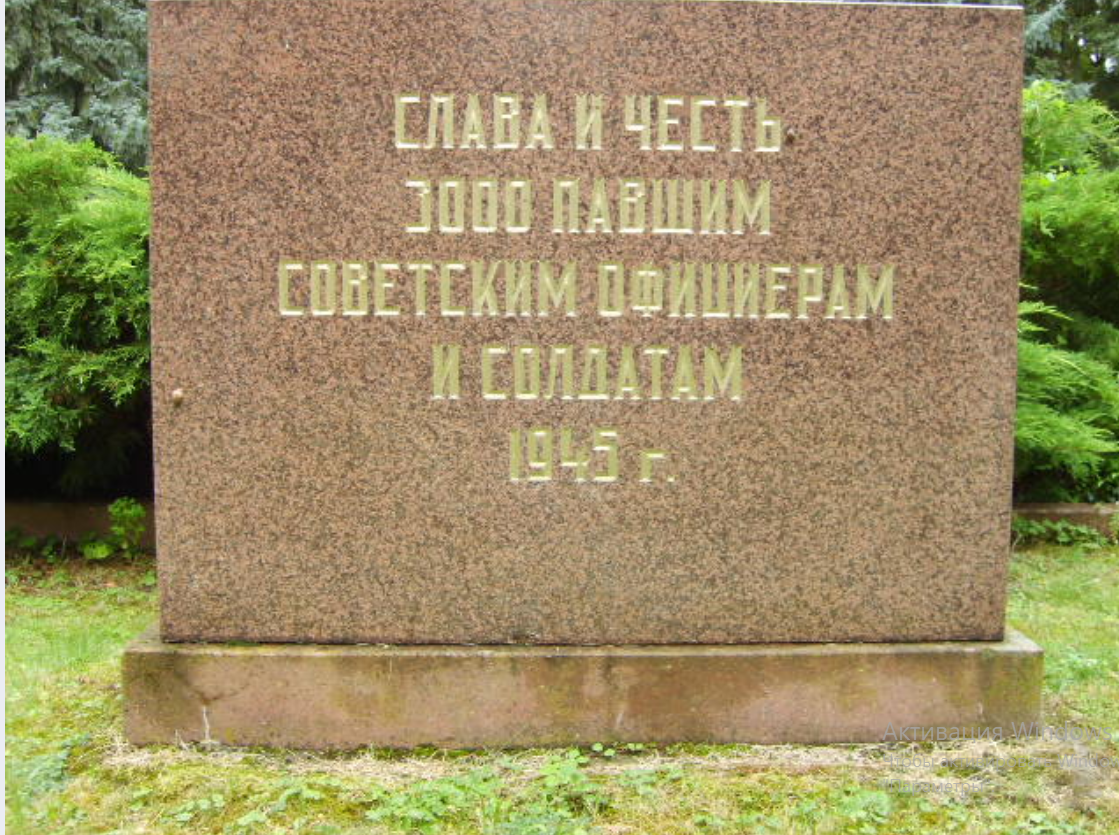 СЛАВА И ЧЕСТЬ
3000 ПАВШИМ
СОВЕТСКИМ ОФИЦИЕРАМ
И СОЛДАТАМ
1945 г.
Активация